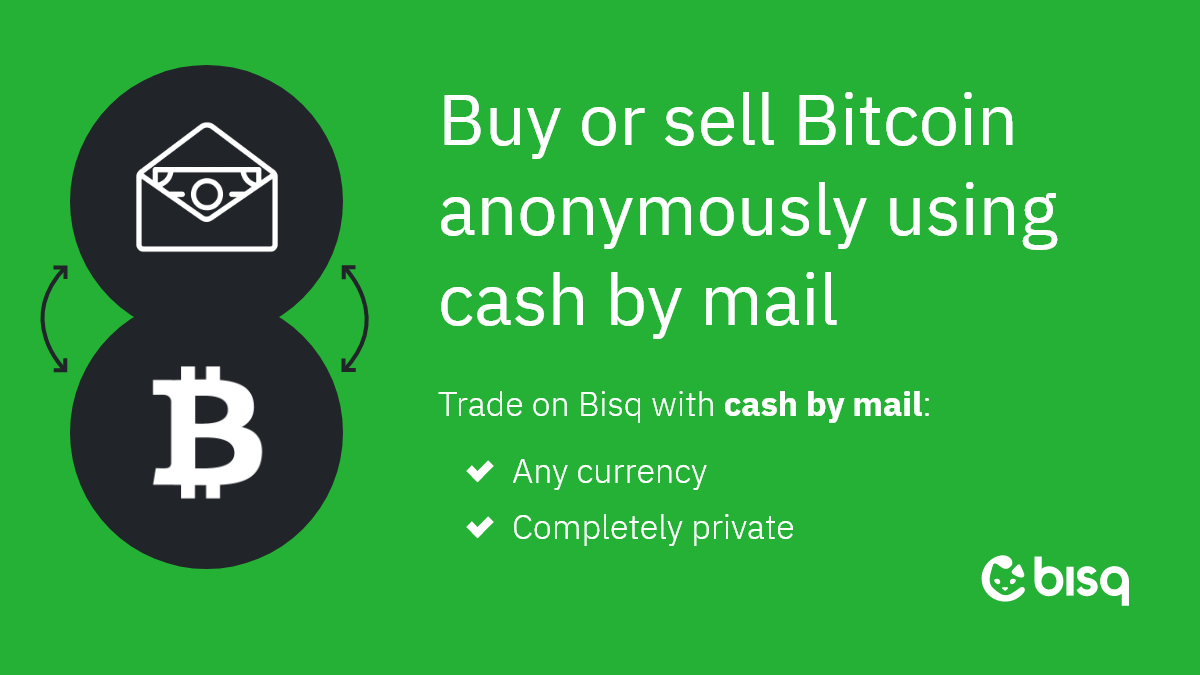 Buy or sell Bitcoin
anonymously using
cash by mail
Trade on Bisq with cash by mail:
Any currency
Completely private
bisq